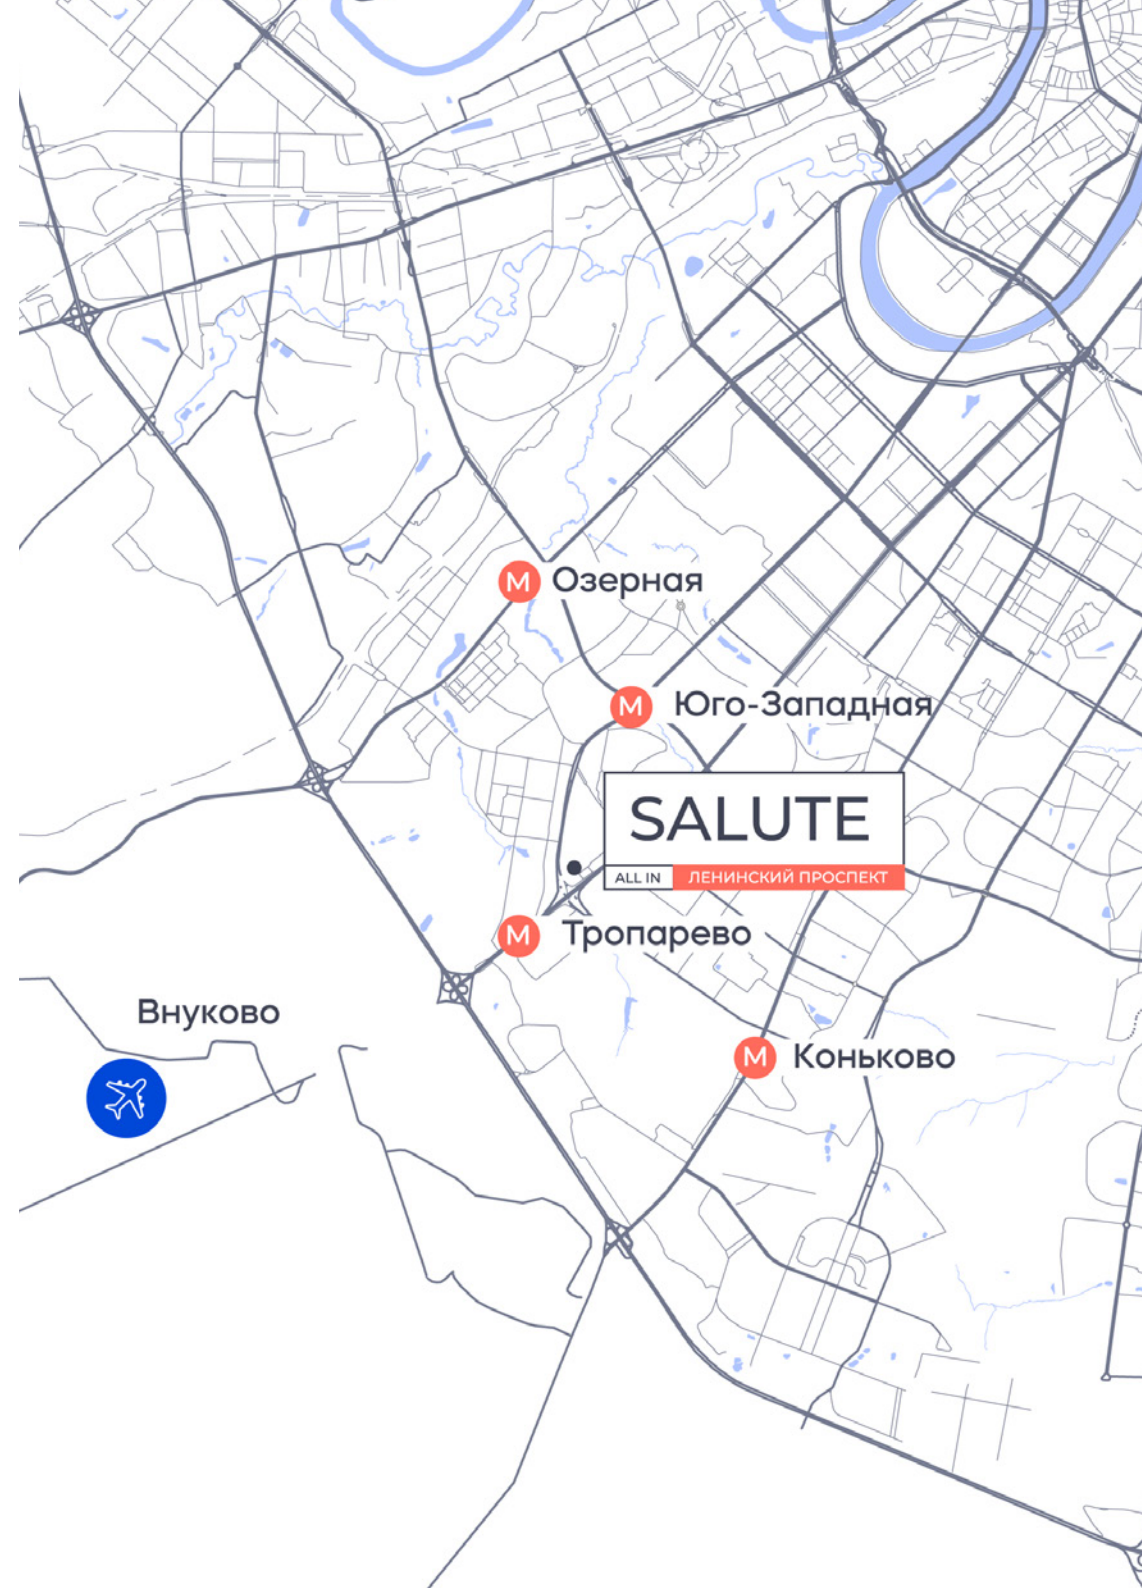 М Озерная
М Юго-Западная
SALUTE
ALL IN ЛЕНИНСКИЙ ПРОСПЕКТ
М Тропарево
Внуково
М Коньково